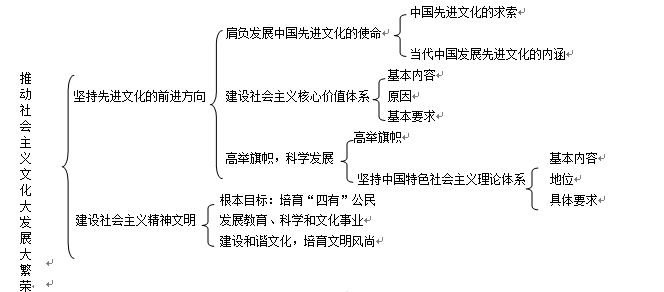 推动社会主义文化大发展大繁荣
坚持先进文化的前进方向
肩负发展中国先进文化的使命
中国先进文化的求索
当代中国发展先进文化的内涵
建设社会主义核心价值体系
基本内容
原因
基本要求
高举旗帜，科学发展
高举旗帜
坚持中国特色社会主义理论体系
基本内容
地位
具体要求
建设社会主义精神文明
根本目标：培育“四有”公民
发展教育、科学和文化事业
建设和谐文化，培育文明风尚